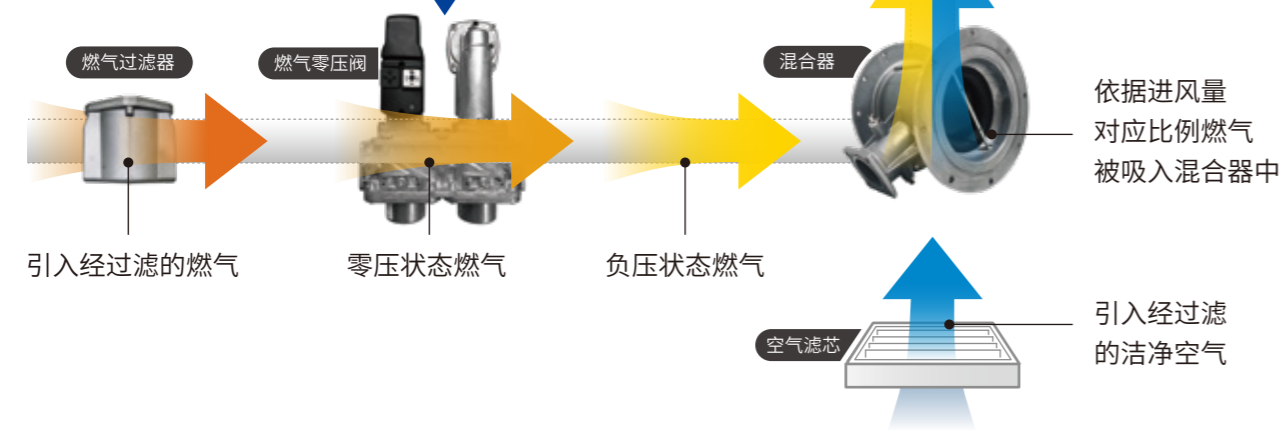 燃气过滤器
燃气零压阀
混合器
依据进风量
对应比例燃气
被吸入混合器中
引入经过滤的燃气
零压状态燃气
负压状态燃气
空气滤芯
引入经过滤
的洁净空气